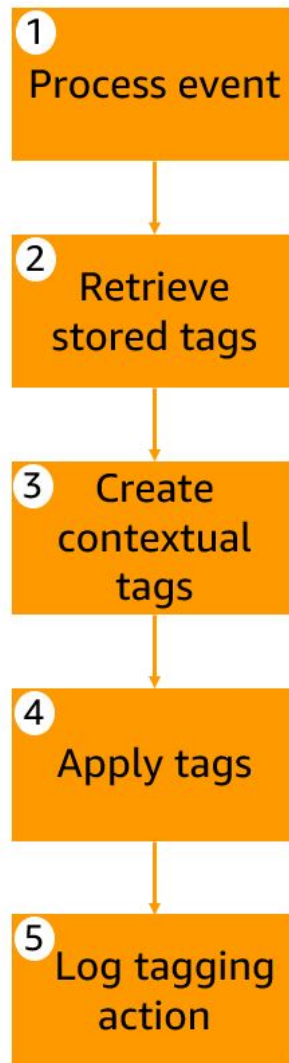 1
Process event
2
Retrieve
stored tags
3
Create
contextual
tags
4
Apply tags
5
Log tagging
action